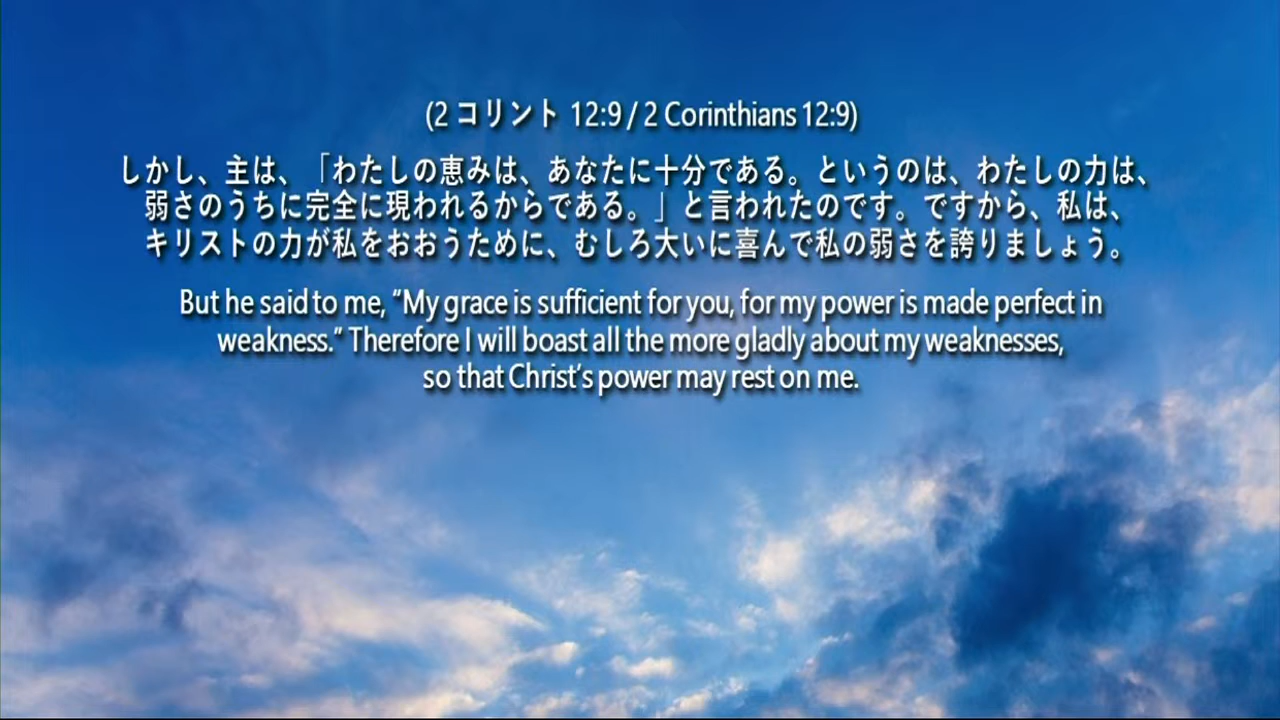 (2 コリント 12:9 / 2 Corinthians 12:9)
しかし、主は、「わたしの恵みは、あなたに十分である。というのは、わたしの力は、
弱さのうちに完全に現われるからである。」と言われたのです。ですから、私は、
キリストの力が私をおおうために、むしろ大いに喜んで私の弱さを誇りましょう。
But he said to me, “My grace is sufficient for you, for my power is made perfect in
weakness.” Therefore I will boast all the more gladly about my weaknesses,
so that Christ’s power may rest on me.